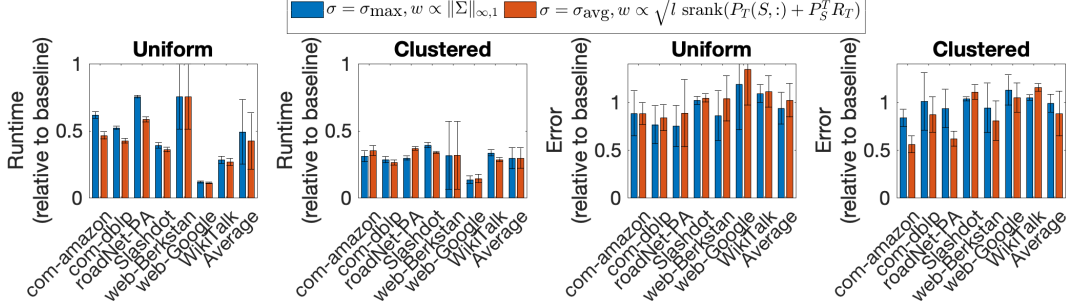 σ = σmax, w ∝ ‖Σ‖∞,1 σ = σavg, w ∝ √l srank(P_T(S,:) + P_S^T R_T)
Uniform
Runtime
(relative to baseline)
1
0.5
0
com-amazon
com-dblp
roadNet-PA
Slashdot
web-Berkstan
web-Google
WikiTalk
Average
Clustered
Runtime
(relative to baseline)
1
0.5
0
com-amazon
com-dblp
roadNet-PA
Slashdot
web-Berkstan
web-Google
WikiTalk
Average
Uniform
Error
(relative to baseline)
1
0.5
0
com-amazon
com-dblp
roadNet-PA
Slashdot
web-Berkstan
web-Google
WikiTalk
Average
Clustered
Error
(relative to baseline)
1
0.5
0
com-amazon
com-dblp
roadNet-PA
Slashdot
web-Berkstan
web-Google
WikiTalk
Average